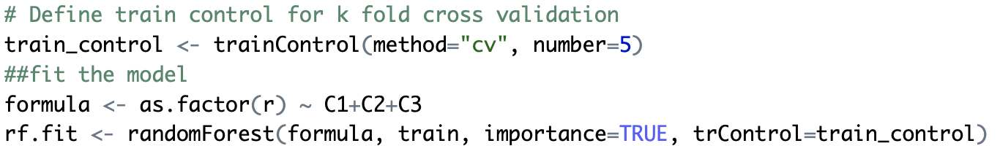 # Define train control for k fold cross validation
train_control <- trainControl(method="cv", number=5)
##fit the model
formula <- as.factor(r) ~ C1+C2+C3
rf.fit <- randomForest(formula, train, importance=TRUE, trControl=train_control)